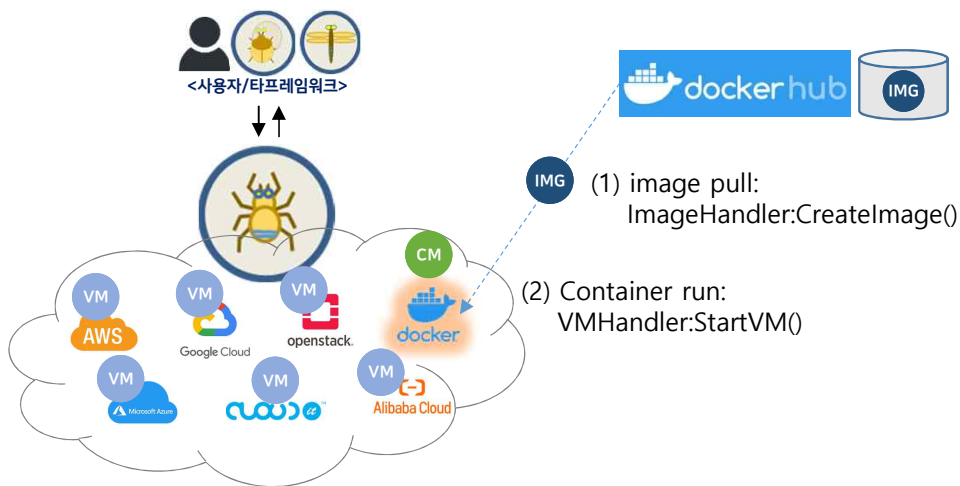 <사용자/타프레임워크>
docker hub
IMG
IMG
(1) image pull:
ImageHandler:CreateImage()
CM
VM
VM
VM
AWS
Google Cloud
openstack.
docker
(2) Container run:
VMHandler:StartVM()
VM
VM
VM
Microsoft Azure
cloud it™
Alibaba Cloud